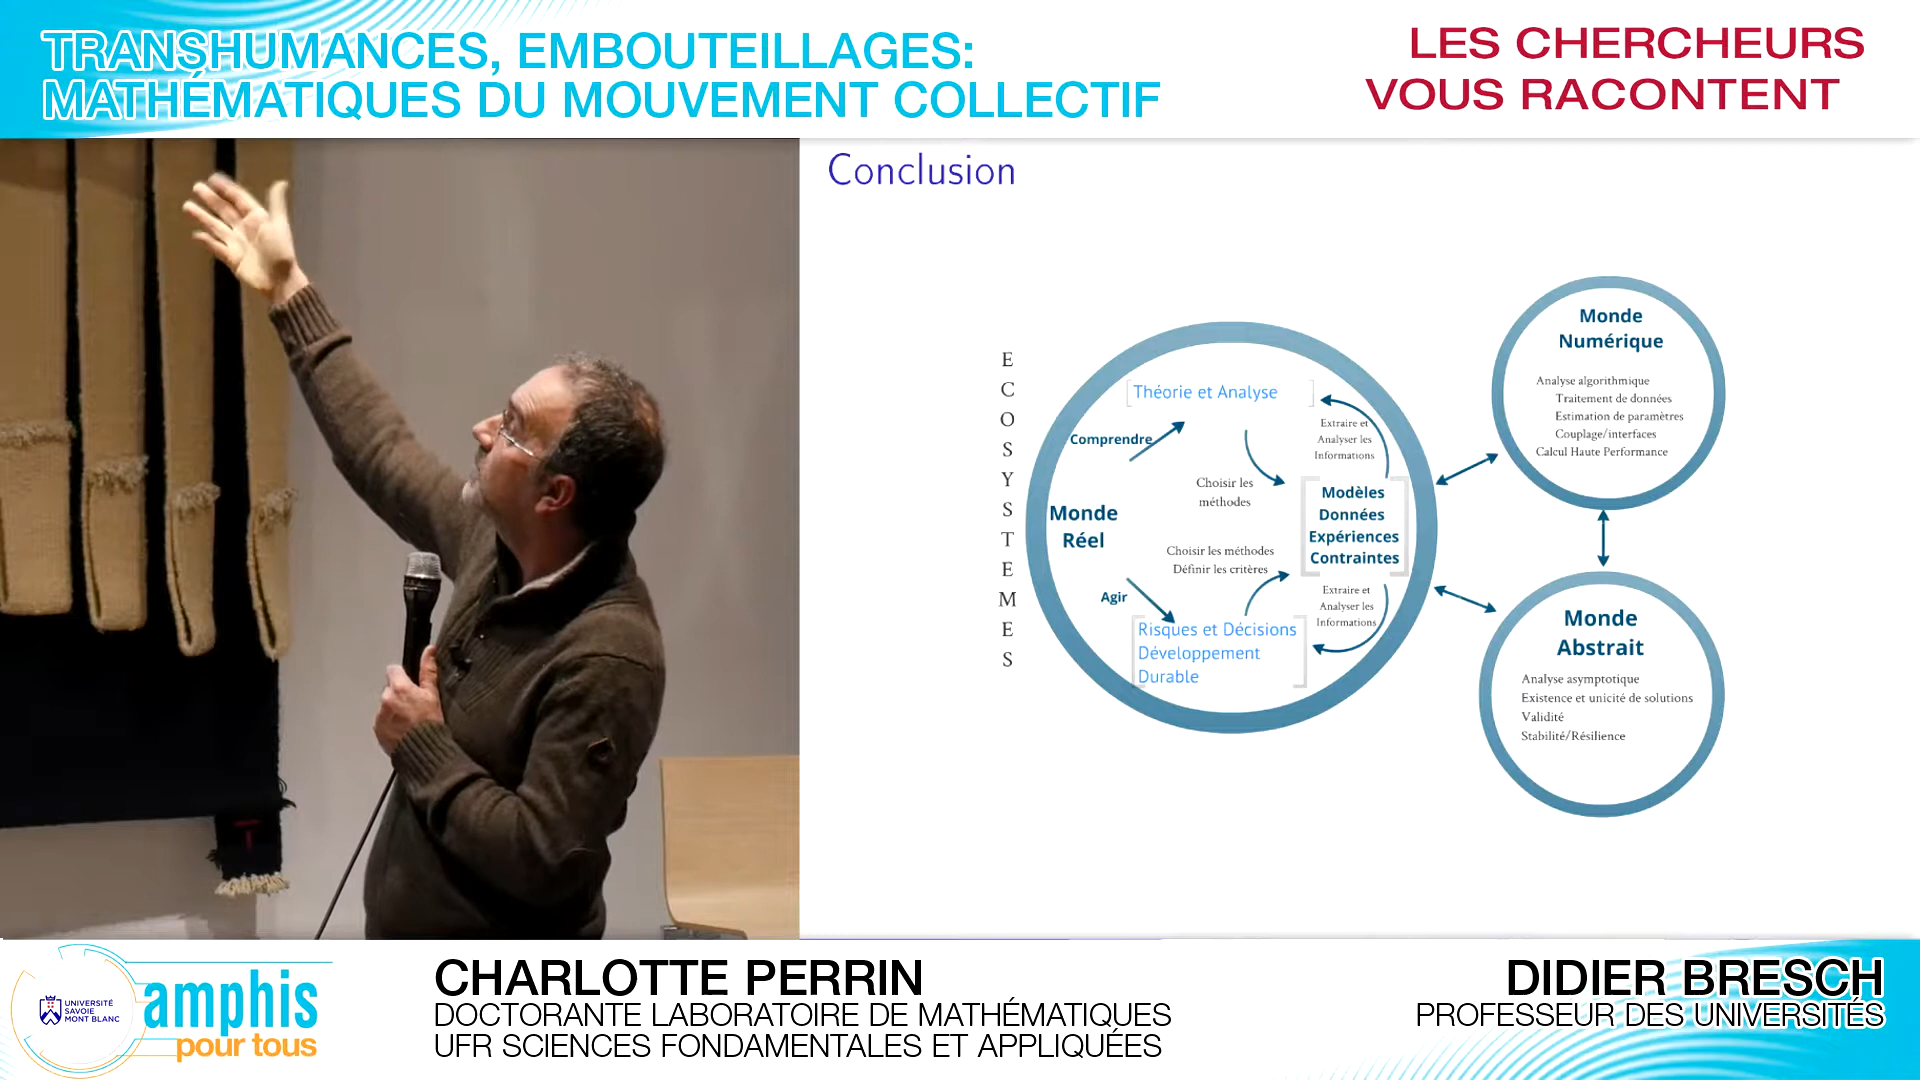 TRANSHUMANCES, EMBOUTEILLAGES:
MATHÉMATIQUES DU MOUVEMENT COLLECTIF
LES CHERCHEURS
VOUS RACONTENT
Conclusion
ECOSYSTEMES
Théorie et Analyse
Comprendre
Extraire et
Analyser les
Informations
Choisir les
méthodes
Monde
Réel
Modèles
Données
Expériences
Contraintes
Choisir les méthodes
Définir les critères
Agir
Extraire et
Analyser les
Informations
Risques et Décisions
Développement
Durable
Monde
Numérique
Analyse algorithmique
Traitement de données
Estimation de paramètres
Couplage/interfaces
Calcul Haute Performance
Monde
Abstrait
Analyse asymptotique
Existence et unicité de solutions
Validité
Stabilité/Résilience
UNIVERSITÉ
SAVOIE
MONT BLANC
amphis
pour tous
CHARLOTTE PERRIN
DOCTORANTE LABORATOIRE DE MATHÉMATIQUES
UFR SCIENCES FONDAMENTALES ET APPLIQUÉES
DIDIER BRESCH
PROFESSEUR DES UNIVERSITÉS